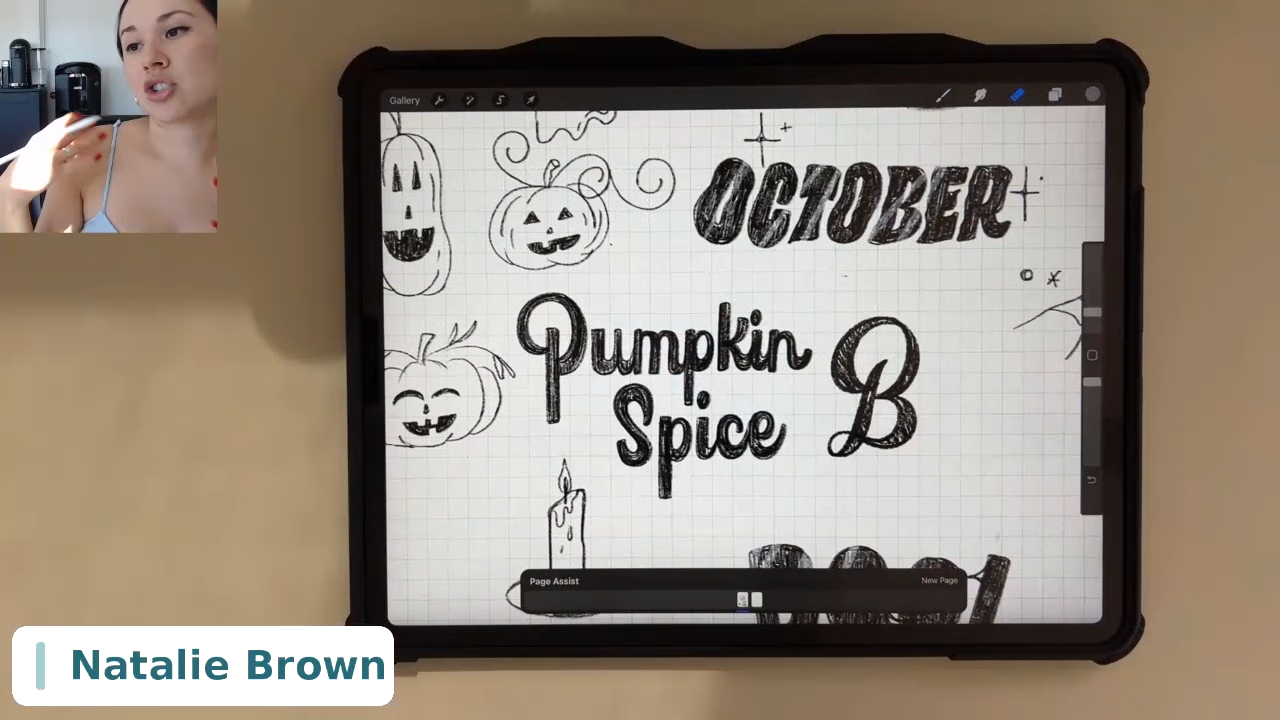 Gallery
OCTOBER
Pumpkin
Spice
B
Page Assist
New Page
Natalie Brown